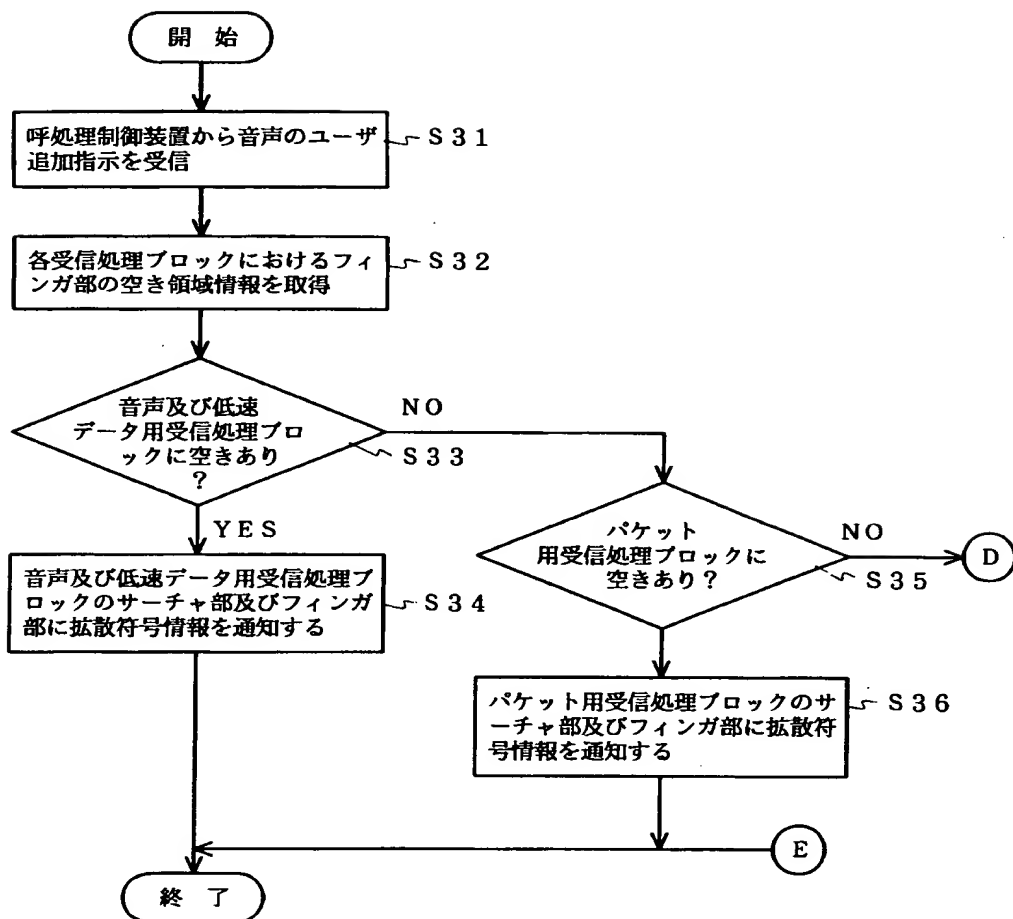 開 始
呼処理制御装置から音声のユーザ
追加指示を受信
S31
各受信処理ブロックにおけるフィ
ンガ部の空き領域情報を取得
S32
音声及び低速
データ用受信処理ブロ
ックに空きあり
?
NO
S33
YES
音声及び低速データ用受信処理ブ
ロックのサーチャ部及びフィンガ
部に拡散符号情報を通知する
S34
パケット
用受信処理ブロックに
空きあり?
NO
S35
D
パケット用受信処理ブロックのサ
ーチャ部及びフィンガ部に拡散符
号情報を通知する
S36
E
終 了